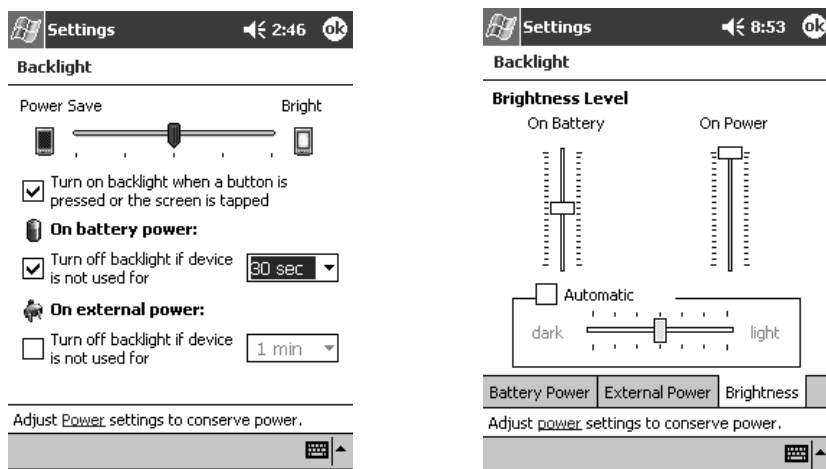 Settings 2:46 ok
Backlight
Power Save Bright
Turn on backlight when a button is
pressed or the screen is tapped
On battery power:
Turn off backlight if device
is not used for
30 sec
On external power:
Turn off backlight if device
is not used for
1 min
Adjust Power settings to conserve power.
Settings 8:53 ok
Backlight
Brightness Level
On Battery On Power
Automatic
dark light
Battery Power External Power Brightness
Adjust power settings to conserve power.